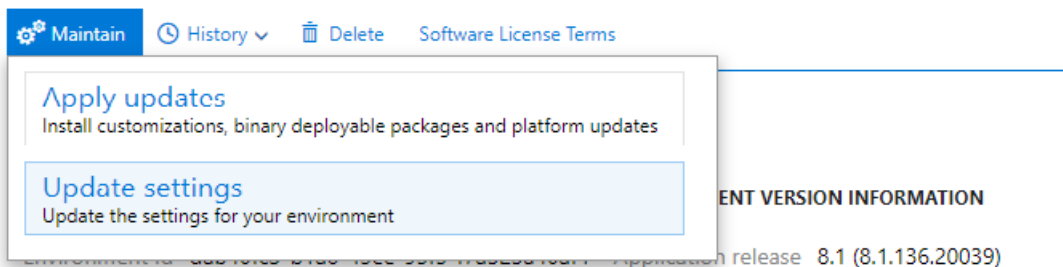 Maintain History Delete Software License Terms
Apply updates
Install customizations, binary deployable packages and platform updates
Update settings
Update the settings for your environment
ENT VERSION INFORMATION
release 8.1 (8.1.136.20039)